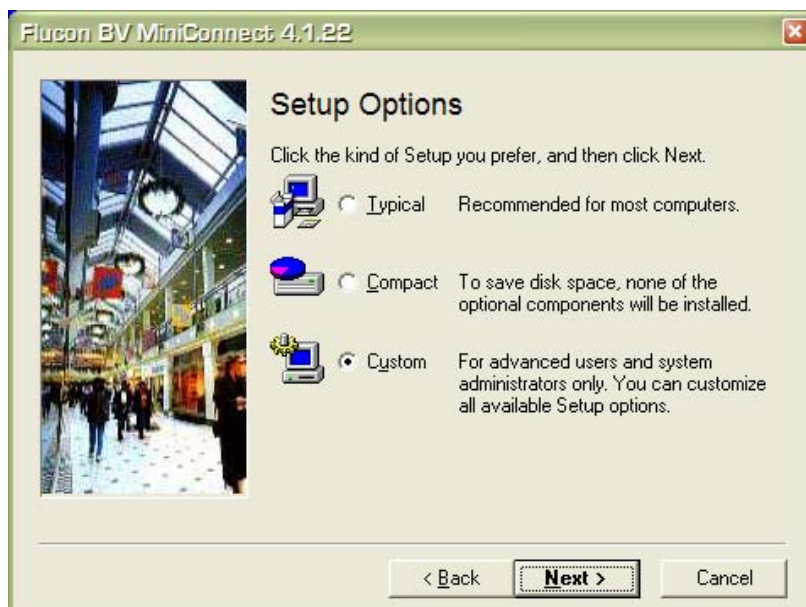 Flucon BV MiniConnect 4.1.22
Setup Options
Click the kind of Setup you prefer, and then click Next.
Typical Recommended for most computers.
Compact To save disk space, none of the
optional components will be installed.
Custom For advanced users and system
administrators only. You can customize
all available Setup options.
< Back Next > Cancel